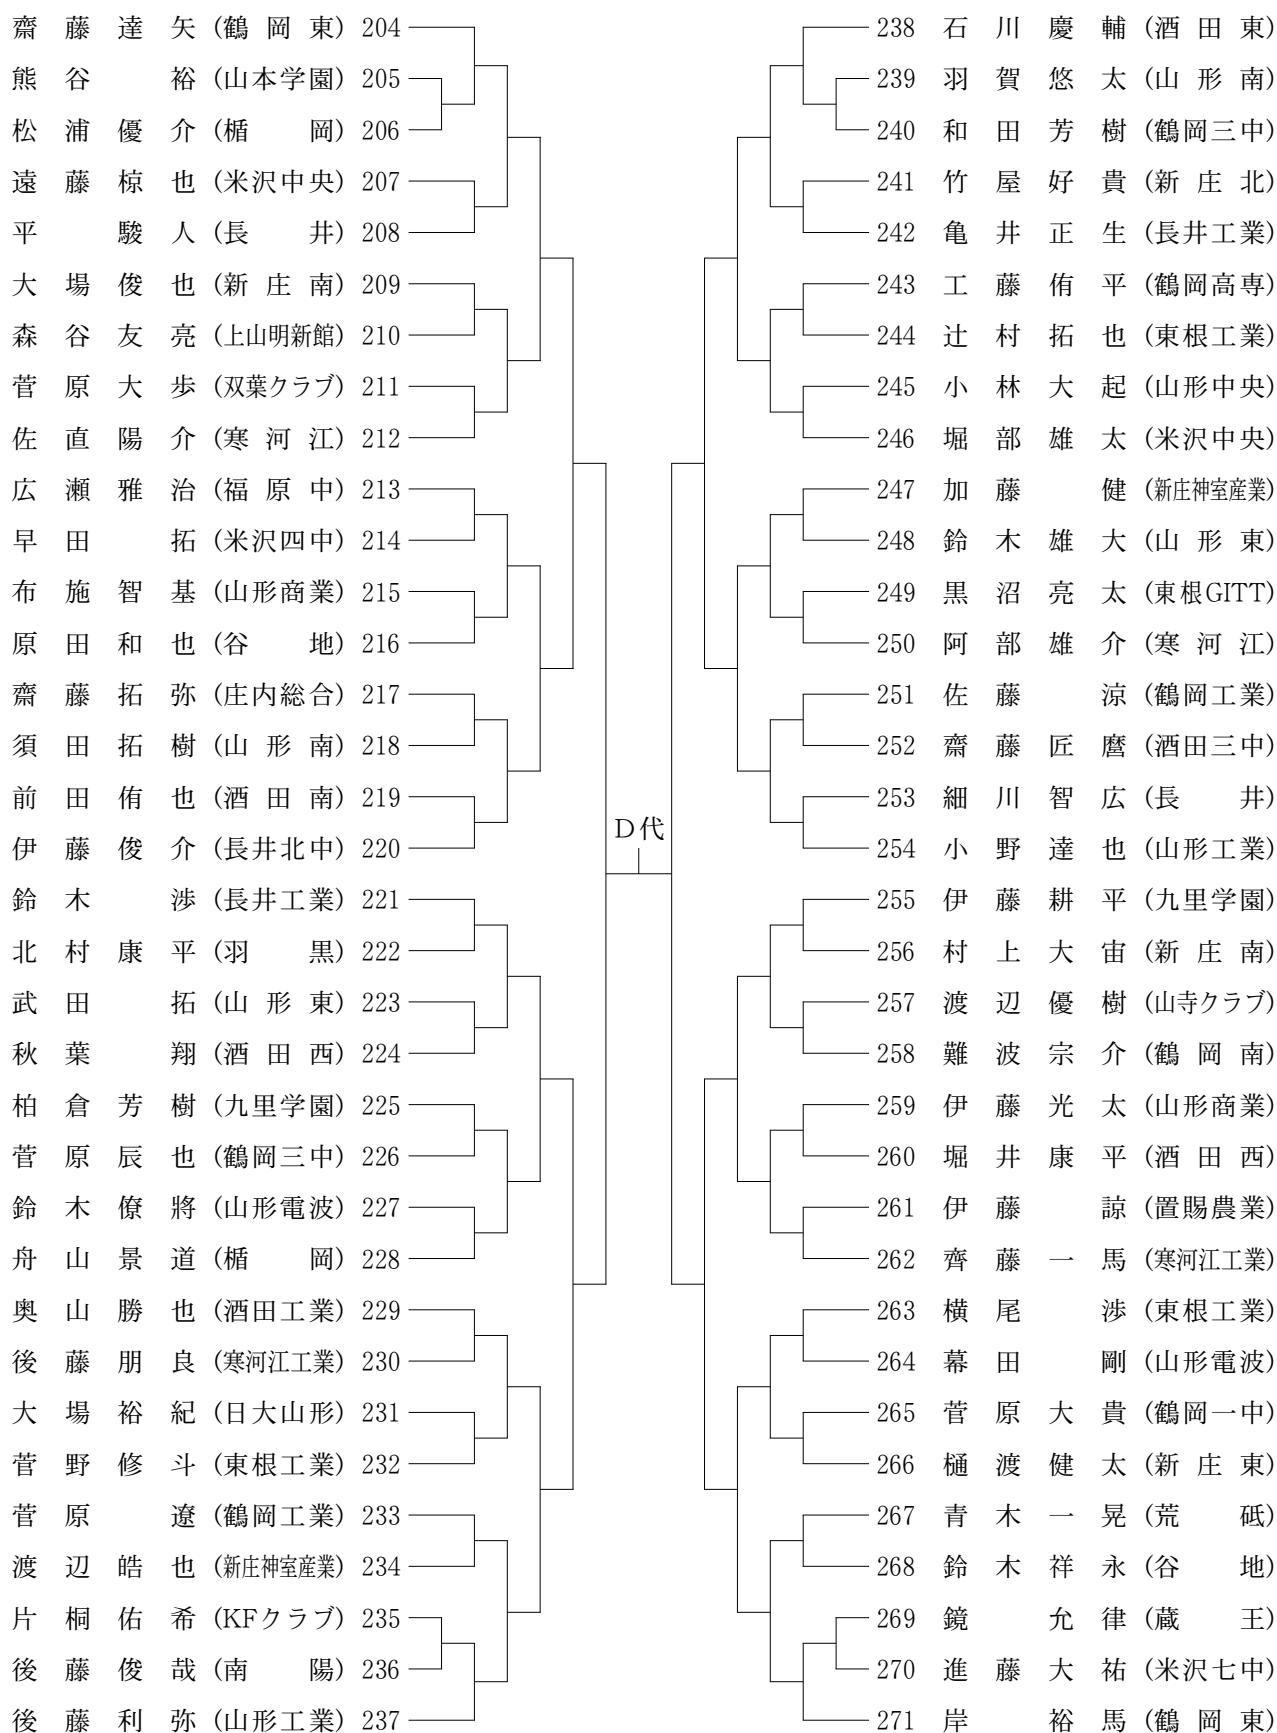 齋藤達矢(鶴岡東)204
熊谷裕(山本学園)205
松浦優介(楯岡)206
遠藤椋也(米沢中央)207
平駿人(長井)208
大場俊也(新庄南)209
森谷友亮(上山明新館)210
菅原大歩(双葉クラブ)211
佐直陽介(寒河江)212
広瀬雅治(福原中)213
早田拓(米沢四中)214
布施智基(山形商業)215
原田和也(谷地)216
齋藤拓弥(庄内総合)217
須田拓樹(山形南)218
前田侑也(酒田南)219
伊藤俊介(長井北中)220
鈴木渉(長井工業)221
北村康平(羽黒)222
武田拓(山形東)223
秋葉翔(酒田西)224
柏倉芳樹(九里学園)225
菅原辰也(鶴岡三中)226
鈴木僚將(山形電波)227
舟山景道(楯岡)228
奥山勝也(酒田工業)229
後藤朋良(寒河江工業)230
大場裕紀(日大山形)231
菅野修斗(東根工業)232
菅原遼(鶴岡工業)233
渡辺皓也(新庄神室産業)234
片桐佑希(KFクラブ)235
後藤俊哉(南陽)236
後藤利弥(山形工業)237
D代
238 石川慶輔(酒田東)
239 羽賀悠太(山形南)
240 和田芳樹(鶴岡三中)
241 竹屋好貴(新庄北)
242 亀井正生(長井工業)
243 工藤侑平(鶴岡高専)
244 辻村拓也(東根工業)
245 小林大起(山形中央)
246 堀部雄太(米沢中央)
247 加藤健(新庄神室産業)
248 鈴木雄大(山形東)
249 黒沼亮太(東根GITT)
250 阿部雄介(寒河江)
251 佐藤涼(鶴岡工業)
252 齋藤匠麿(酒田三中)
253 細川智広(長井)
254 小野達也(山形工業)
255 伊藤耕平(九里学園)
256 村上大宙(新庄南)
257 渡辺優樹(山寺クラブ)
258 難波宗介(鶴岡南)
259 伊藤光太(山形商業)
260 堀井康平(酒田西)
261 伊藤諒(置賜農業)
262 齊藤一馬(寒河江工業)
263 横尾渉(東根工業)
264 幕田剛(山形電波)
265 菅原大貴(鶴岡一中)
266 樋渡健太(新庄東)
267 青木一晃(荒砥)
268 鈴木祥永(谷地)
269 鏡允律(蔵王)
270 進藤大祐(米沢七中)
271 岸裕馬(鶴岡東)